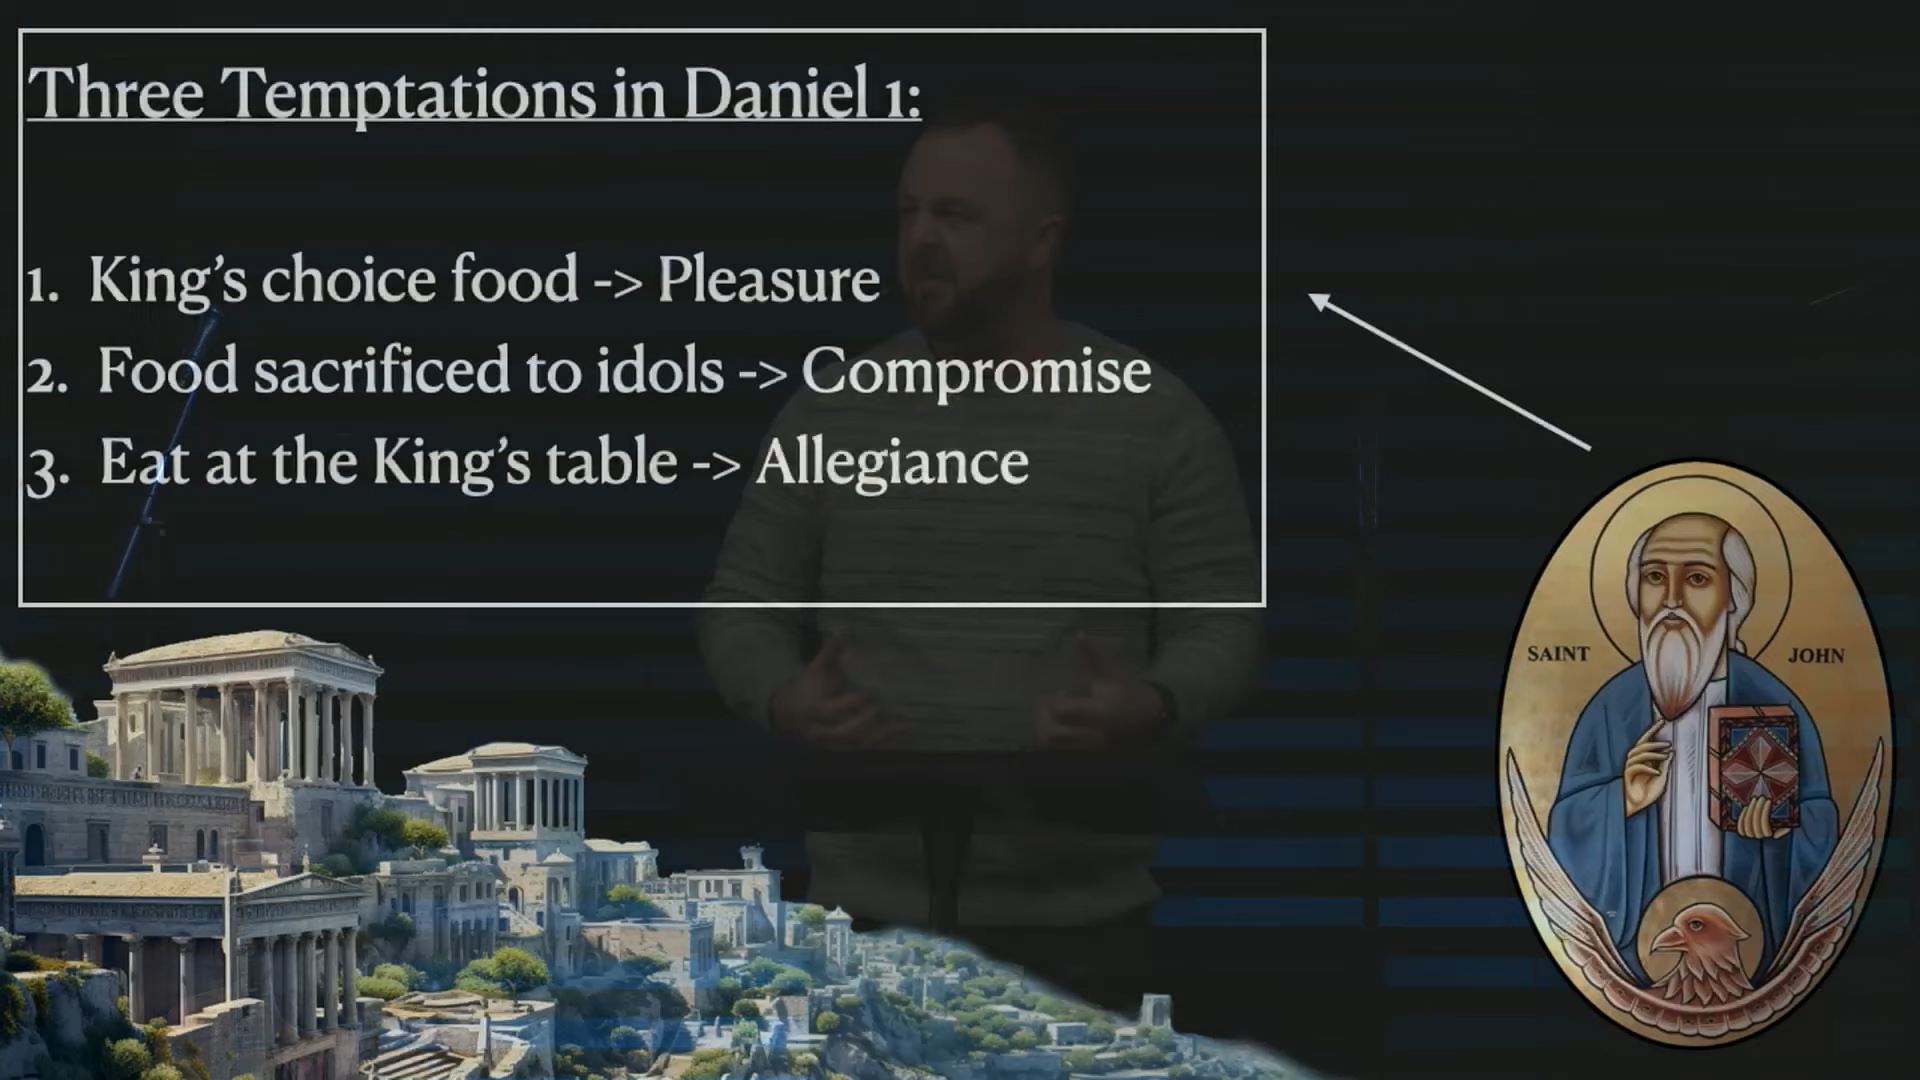 Three Temptations in Daniel 1:
1. King’s choice food -> Pleasure
2. Food sacrificed to idols -> Compromise
3. Eat at the King’s table -> Allegiance
SAINT JOHN